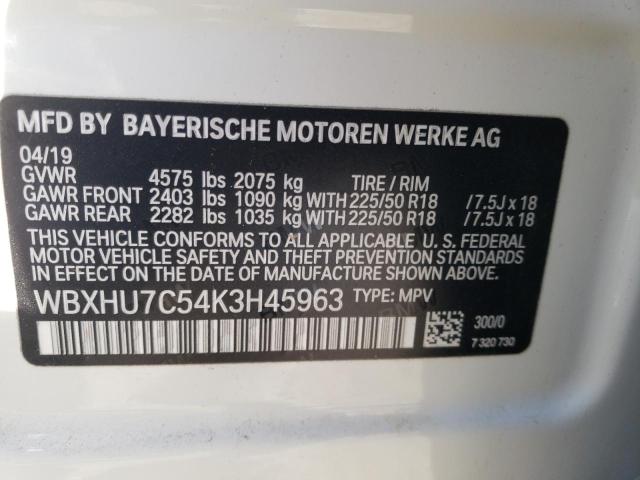 MFD BY BAYERISCHE MOTOREN WERKE AG
04/19
GVWR 4575 lbs 2075 kg TIRE / RIM
GAWR FRONT 2403 lbs 1090 kg WITH 225/50 R18 /7.5J x 18
GAWR REAR 2282 lbs 1035 kg WITH 225/50 R18 /7.5J x 18
THIS VEHICLE CONFORMS TO ALL APPLICABLE U. S. FEDERAL
MOTOR VEHICLE SAFETY AND THEFT PREVENTION STANDARDS
IN EFFECT ON THE DATE OF MANUFACTURE SHOWN ABOVE.
WBXHU7C54K3H45963 TYPE: MPV
300/0
7 320 730